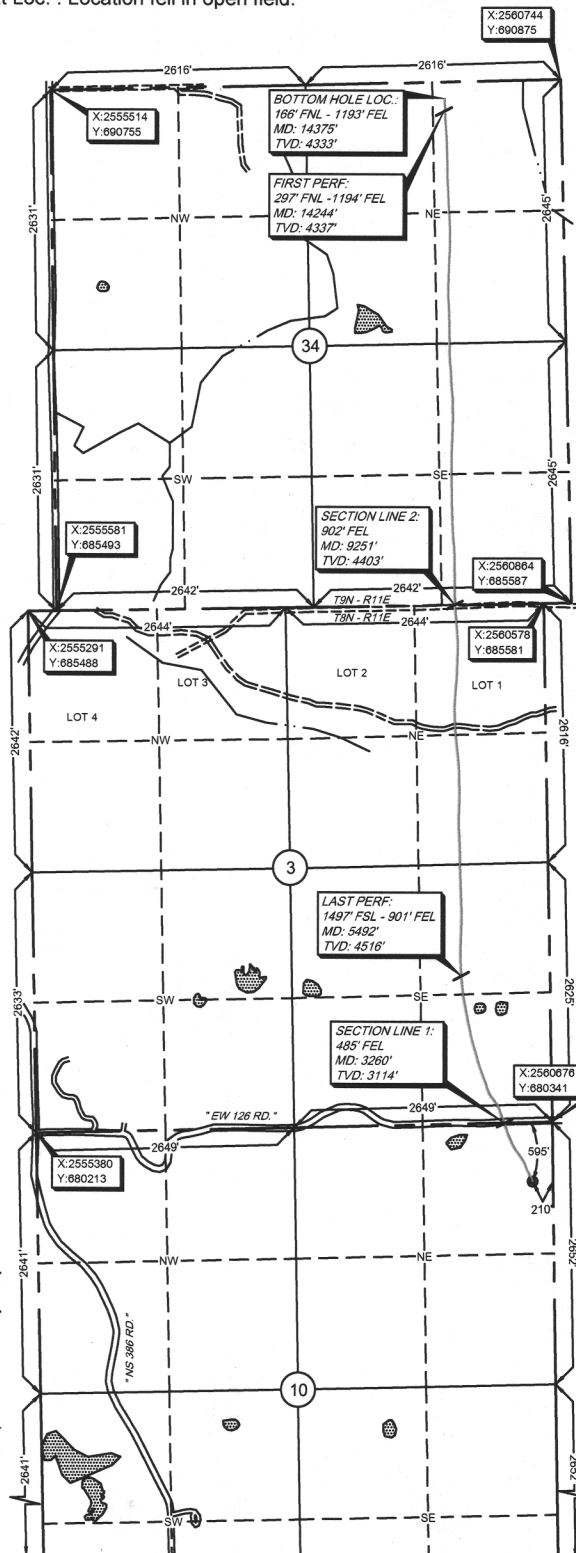 Loc. : Location fell in open field.
X:2560744
Y:690875
2616'
2616'
X:2555514
Y:690755
BOTTOM HOLE LOC.:
166' FNL - 1193' FEL
MD: 14375'
TVD: 4333'
FIRST PERF:
297' FNL -1194' FEL
MD: 14244'
TVD: 4337'
2631'
NW
NE
2645'
34
2631'
SW
SE
2645'
SECTION LINE 2:
902' FEL
MD: 9251'
TVD: 4403'
X:2555581
Y:685493
X:2560864
Y:685587
2642'
2642'
T9N - R11E
T8N - R11E
2644'
2644'
X:2555291
Y:685488
X:2560578
Y:685581
LOT 4
LOT 3
LOT 2
LOT 1
2642'
NW
NE
2616'
3
LAST PERF:
1497' FSL - 901' FEL
MD: 5492'
TVD: 4516'
2633'
SW
SE
2625'
SECTION LINE 1:
485' FEL
MD: 3260'
TVD: 3114'
X:2560676
Y:680341
" EW 126 RD."
2649'
2649'
X:2555380
Y:680213
595'
210'
2641'
NW
NE
2652'
"NS 386 RD."
10
2641'
SW
SE
2652'